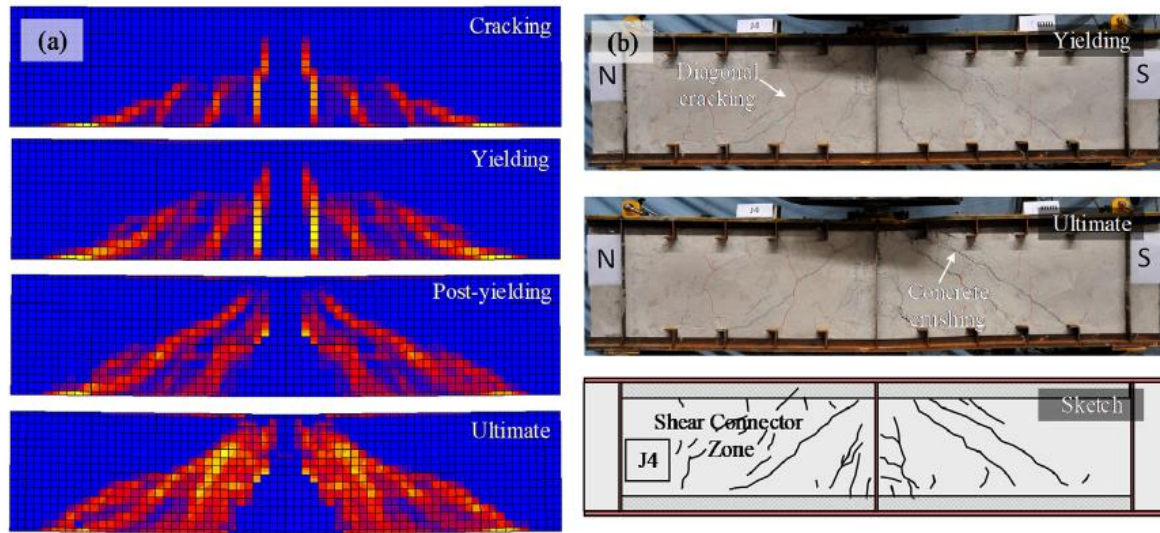 (a)
Cracking
Yielding
Post-yielding
Ultimate
(b)
J4
Yielding
N
S
Diagonal
cracking
J4
Ultimate
N
S
Concrete
crushing
Sketch
Shear Connector
Zone
J4